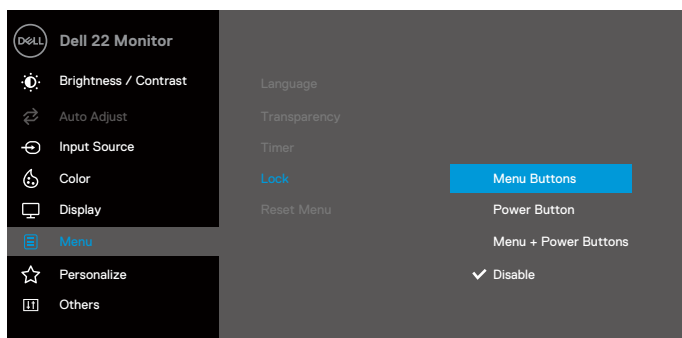 DELL Dell 22 Monitor
Brightness / Contrast
Auto Adjust
Input Source
Color
Display
Menu
Personalize
Others
Language
Transparency
Timer
Lock
Reset Menu
Menu Buttons
Power Button
Menu + Power Buttons
Disable